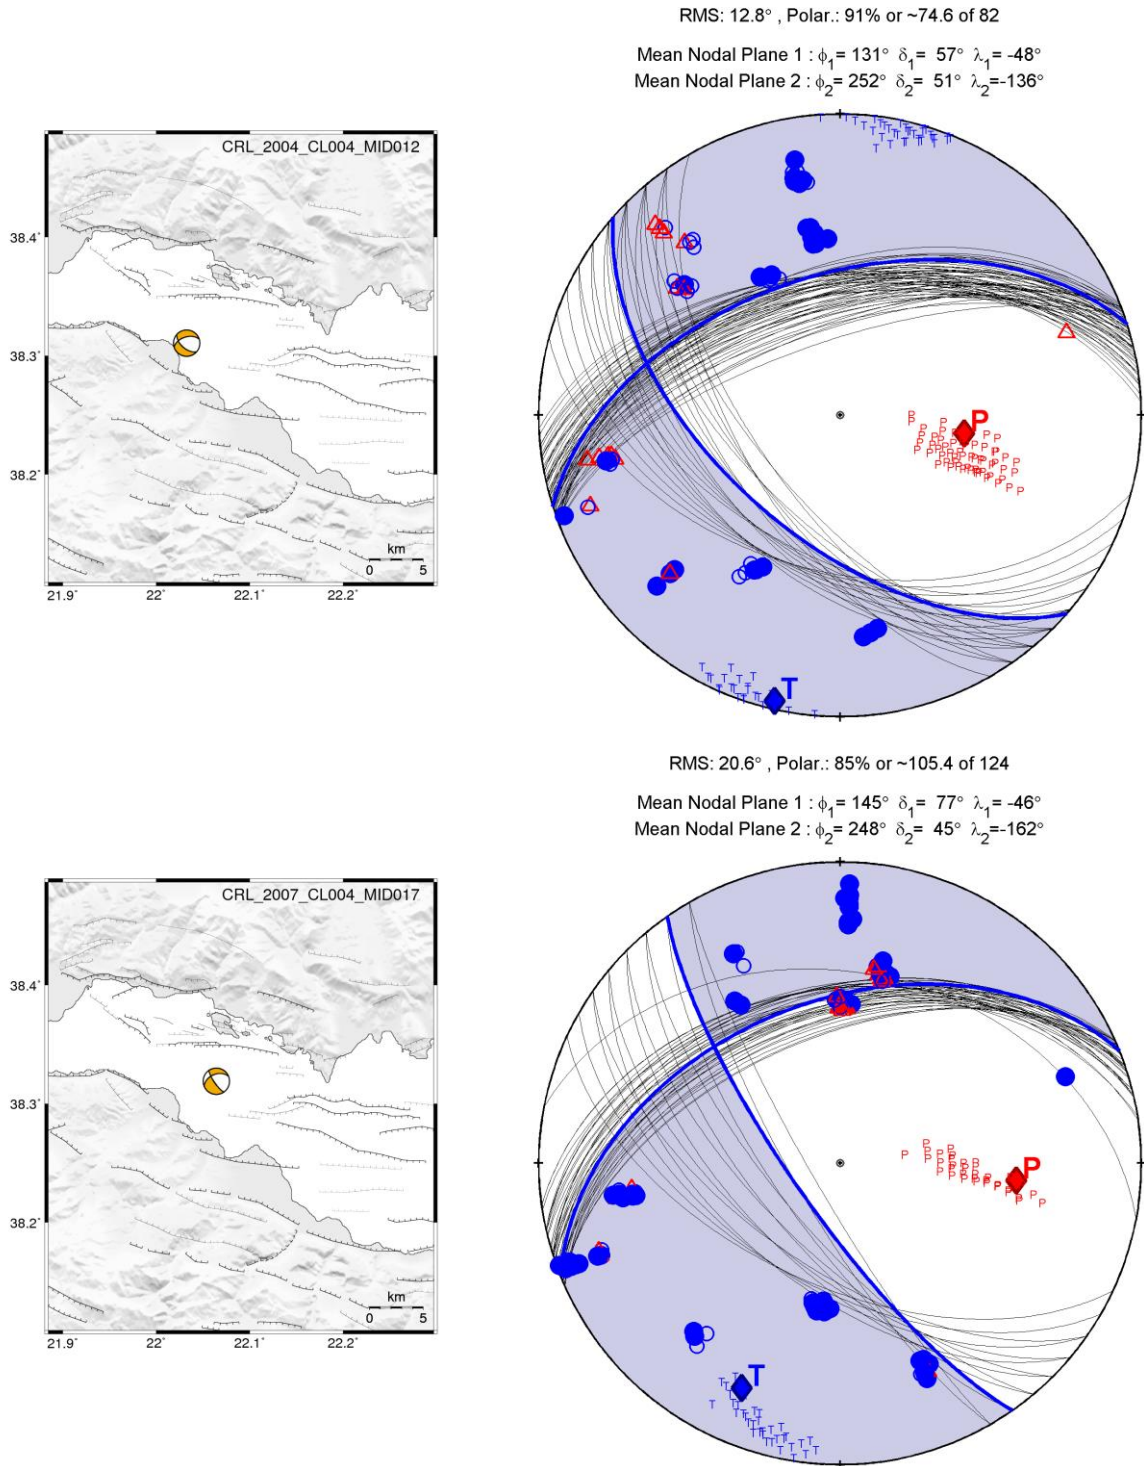 RMS: 12.8° , Polar.: 91% or ~74.6 of 82
Mean Nodal Plane 1 : ϕ₁= 131° δ₁= 57° λ₁= -48°
Mean Nodal Plane 2 : ϕ₂= 252° δ₂= 51° λ₂=-136°
CRL_2004_CL004_MID012
38.4°
38.3°
38.2°
km
0 5
21.9° 22° 22.1° 22.2°
P
T
RMS: 20.6° , Polar.: 85% or ~105.4 of 124
Mean Nodal Plane 1 : ϕ₁= 145° δ₁= 77° λ₁= -46°
Mean Nodal Plane 2 : ϕ₂= 248° δ₂= 45° λ₂=-162°
CRL_2007_CL004_MID017
38.4°
38.3°
38.2°
km
0 5
21.9° 22° 22.1° 22.2°
P
T